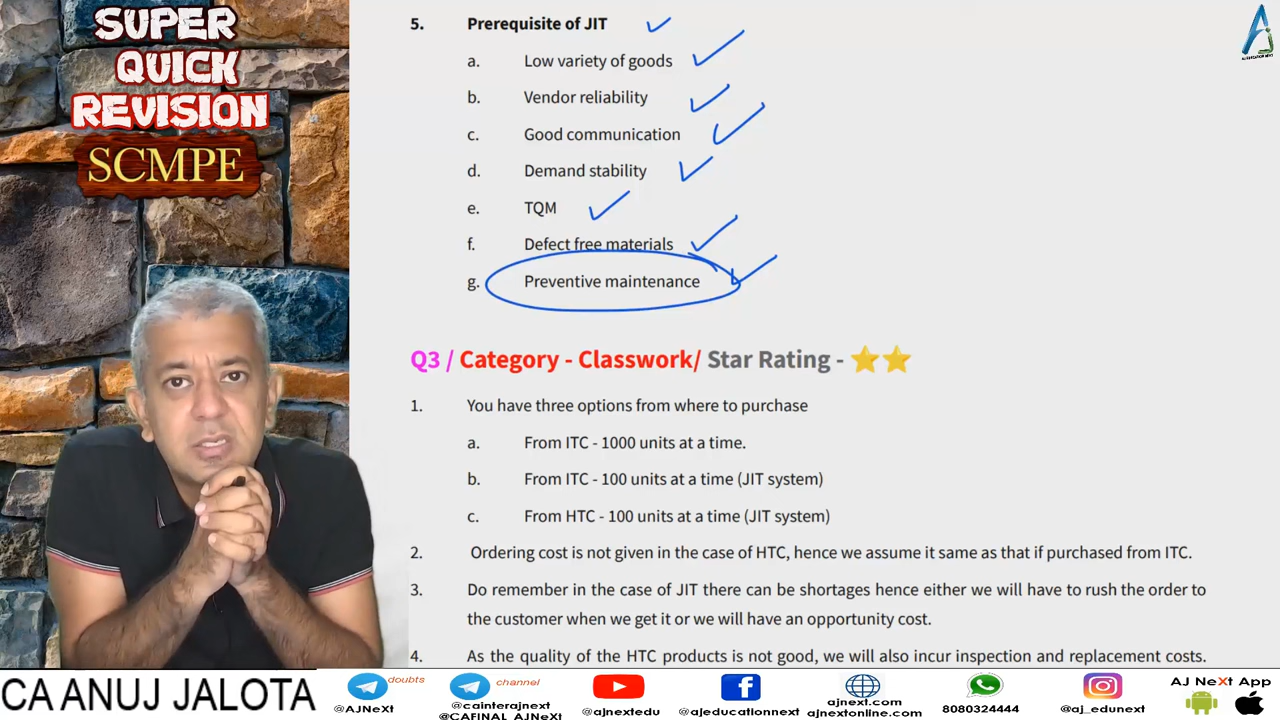 SUPER
QUICK
REVISION
SCMPE
5. Prerequisite of JIT
a. Low variety of goods
b. Vendor reliability
c. Good communication
d. Demand stability
e. TQM
f. Defect free materials
g. Preventive maintenance
Q3 / Category - Classwork/ Star Rating - ⭐⭐
1. You have three options from where to purchase
a. From ITC - 1000 units at a time.
b. From ITC - 100 units at a time (JIT system)
c. From HTC - 100 units at a time (JIT system)
2. Ordering cost is not given in the case of HTC, hence we assume it same as that if purchased from ITC.
3. Do remember in the case of JIT there can be shortages hence either we will have to rush the order to
the customer when we get it or we will have an opportunity cost.
4. As the quality of the HTC products is not good, we will also incur inspection and replacement costs.
CA ANUJ JALOTA
doubts
@AJNeXt
channel
@cainterajnext
@CAFINAL_AJNeXt
@ajnextedu
@ajeducationnext
ajnext.com
ajnextonline.com
8080324444
@aj_edunext
AJ NeXt App